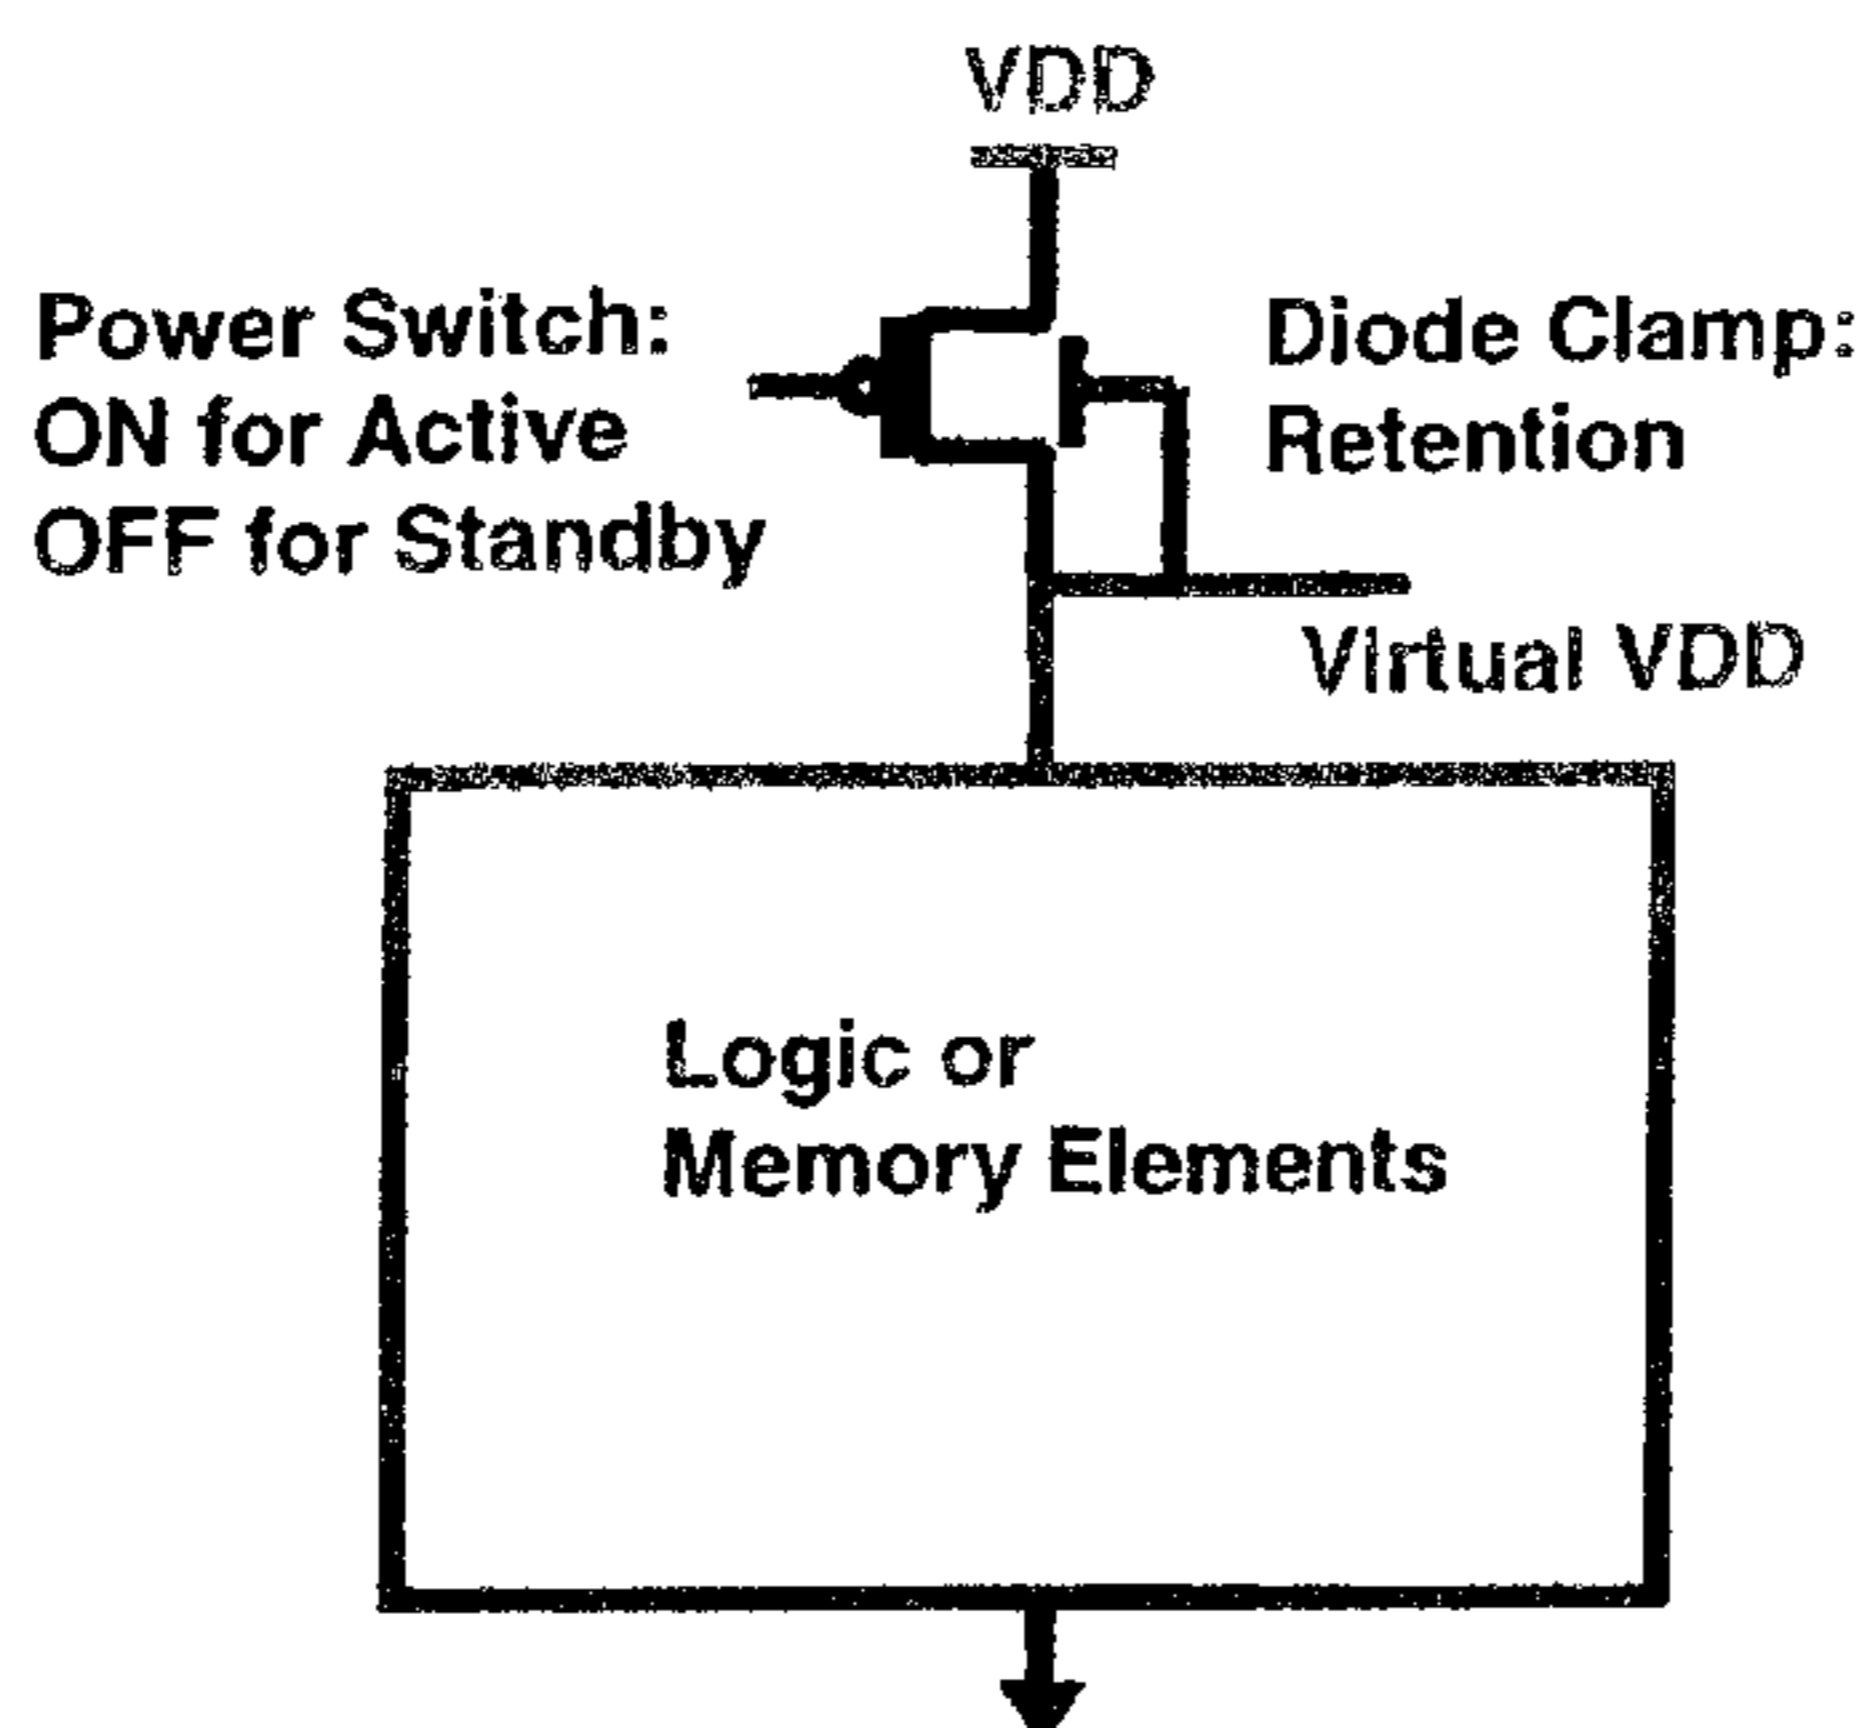 VDD
Power Switch:
ON for Active
OFF for Standby
Diode Clamp:
Retention
Virtual VDD
Logic or
Memory Elements